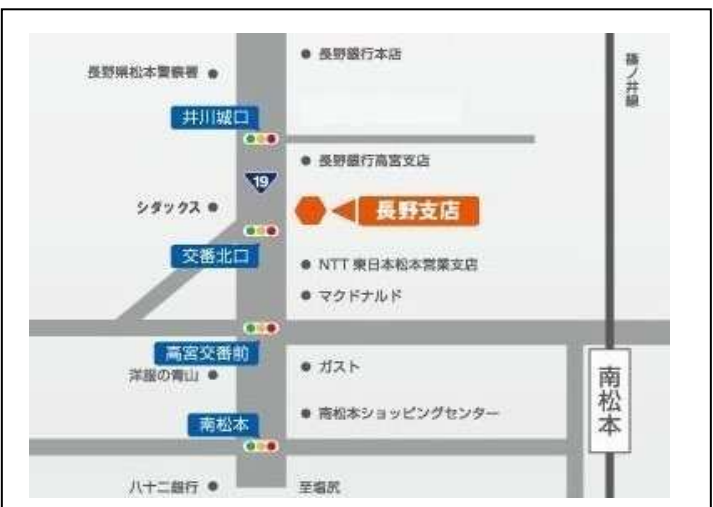 長野銀行本店
長野県松本警察署
篠ノ井線
井川城口
長野銀行高宮支店
19
シダックス
長野支店
交番北口
NTT 東日本松本営業支店
マクドナルド
高宮交番前
洋服の青山
ガスト
南松本
南松本ショッピングセンター
南松本
八十二銀行
至塩尻